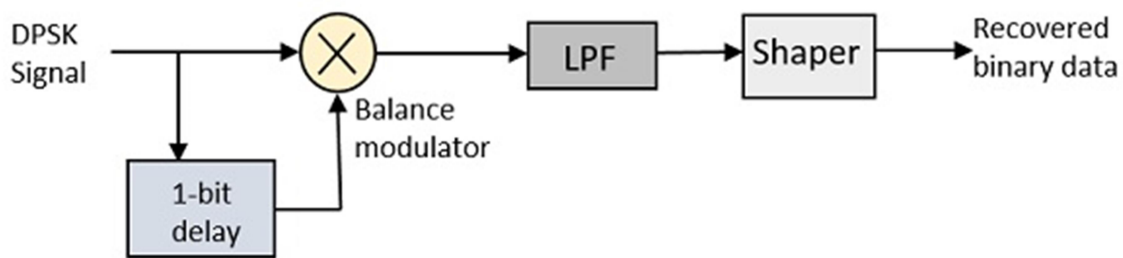 DPSK
Signal
Balance
modulator
1-bit
delay
LPF
Shaper
Recovered
binary data